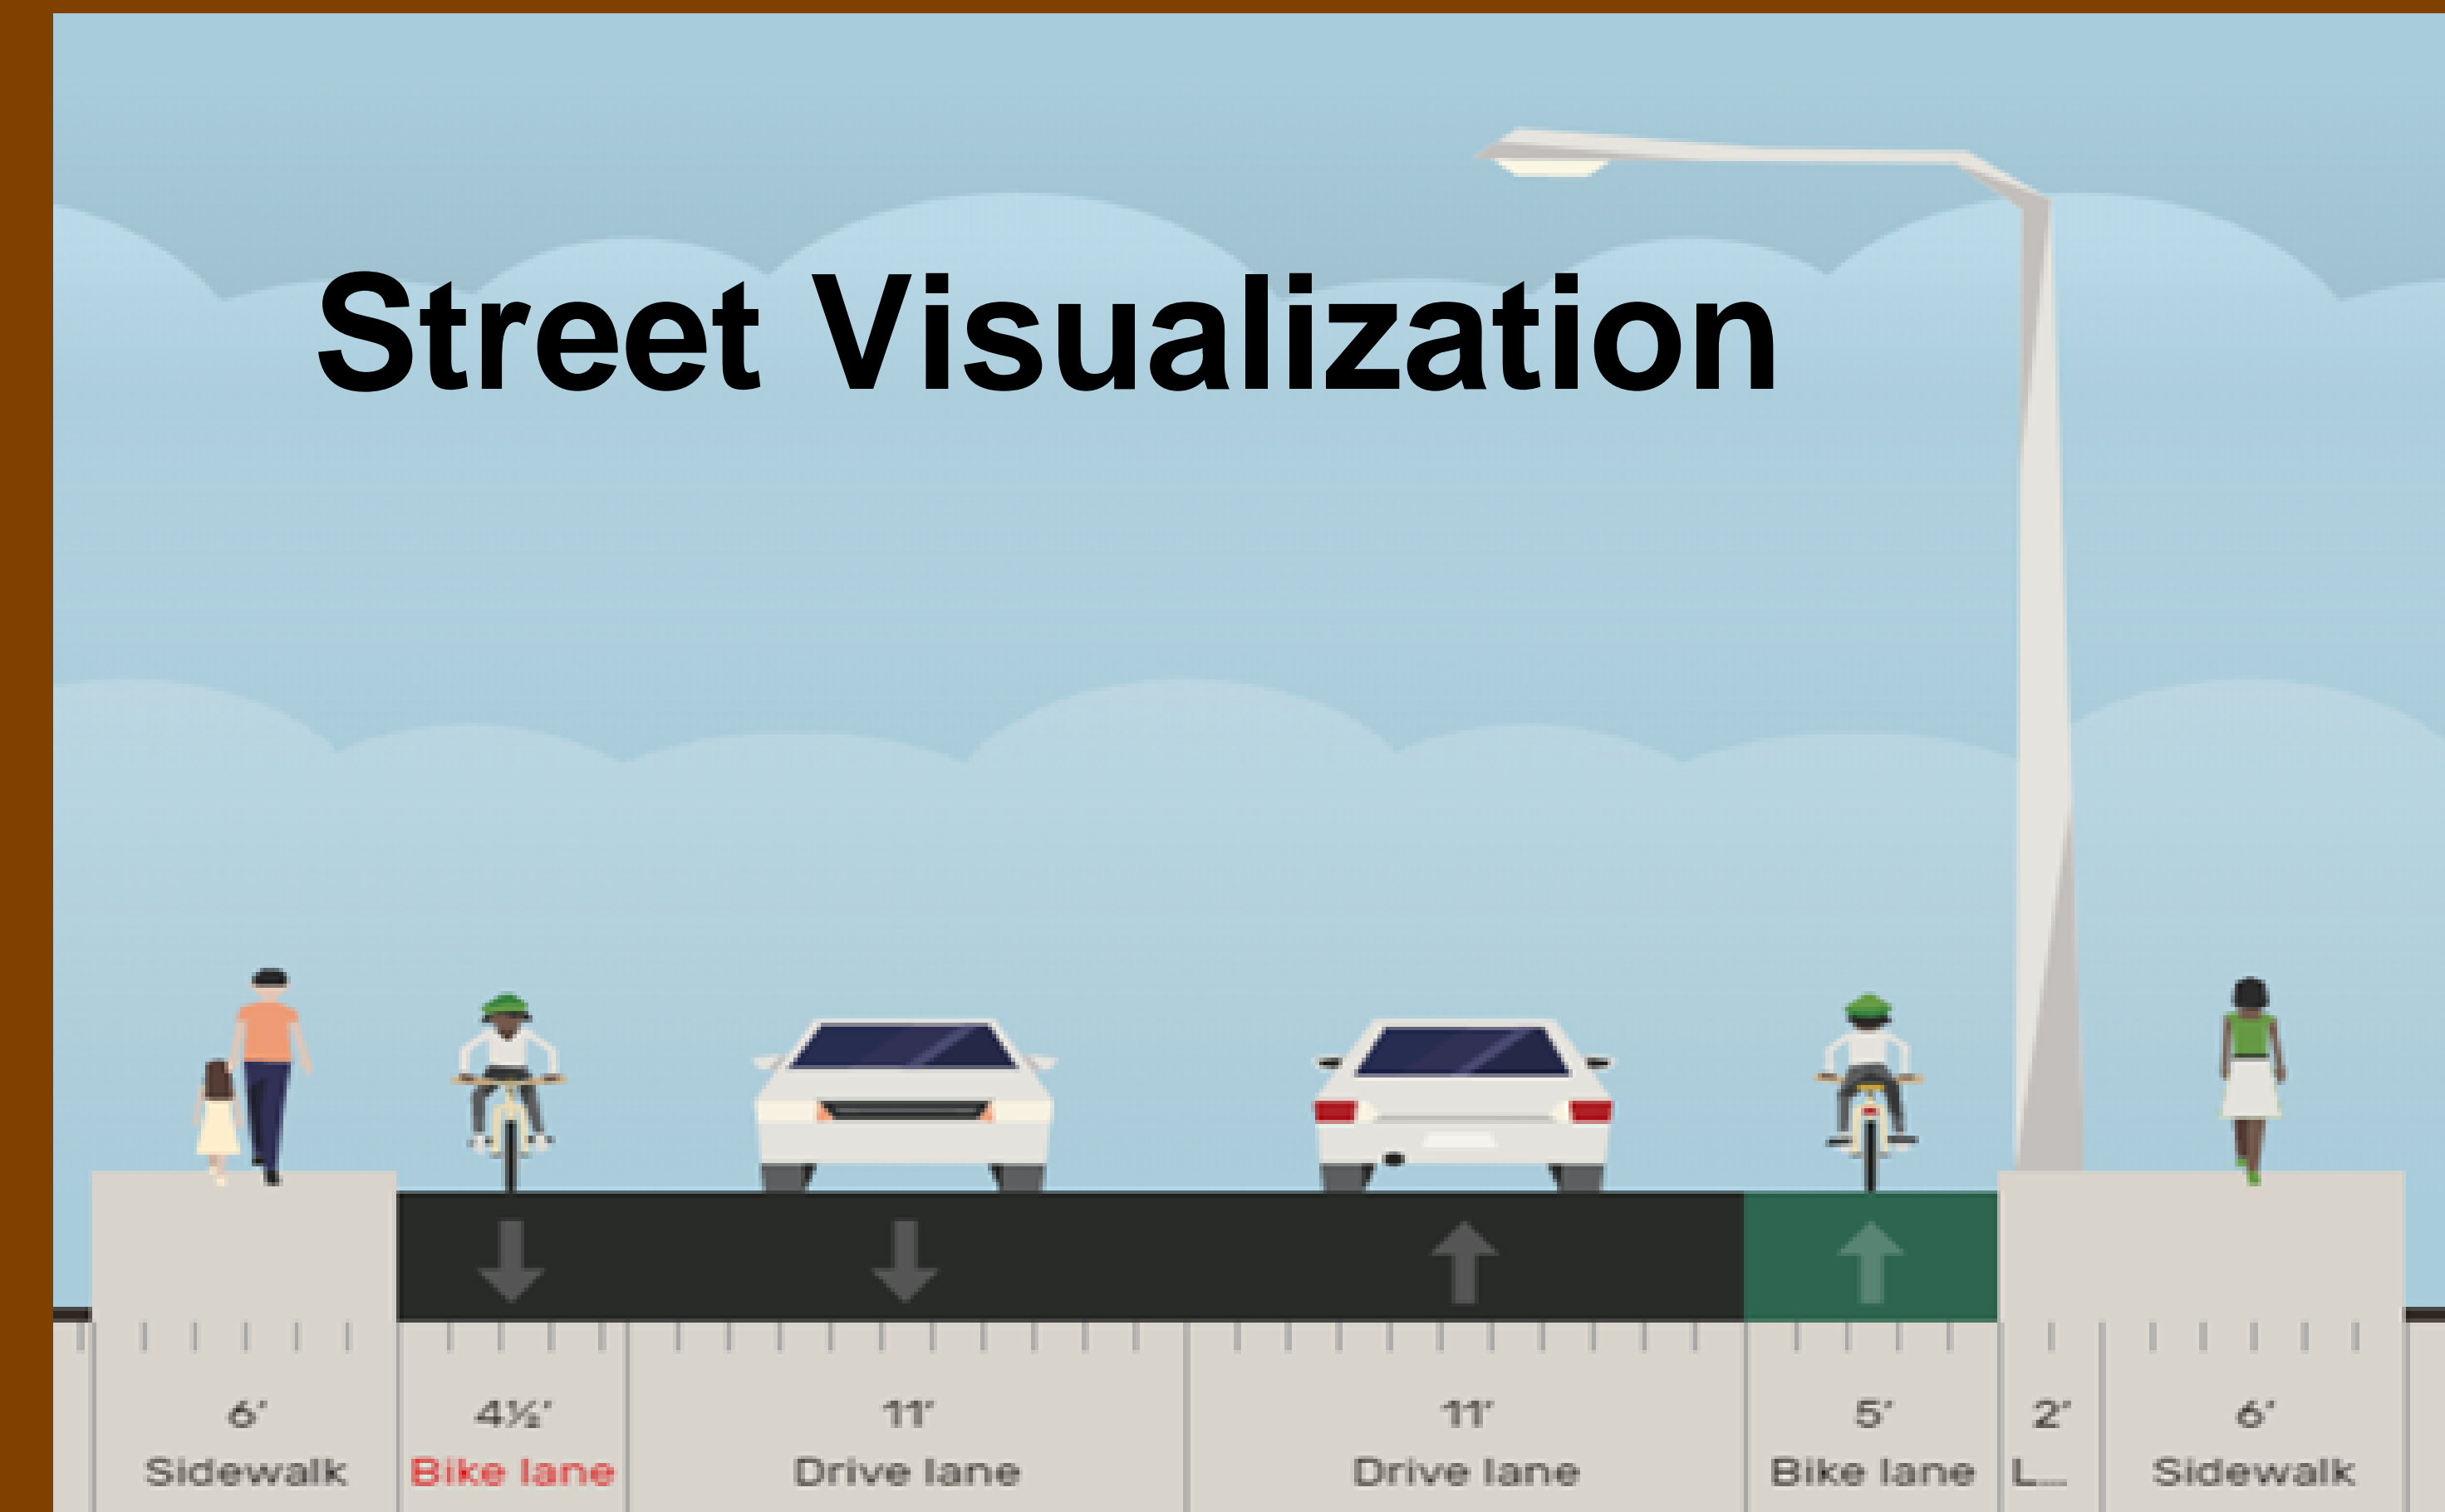 Street Visualization
6' 4½' 11' 11' 5' 2' 6'
Sidewalk Bike lane Drive lane Drive lane Bike lane L... Sidewalk